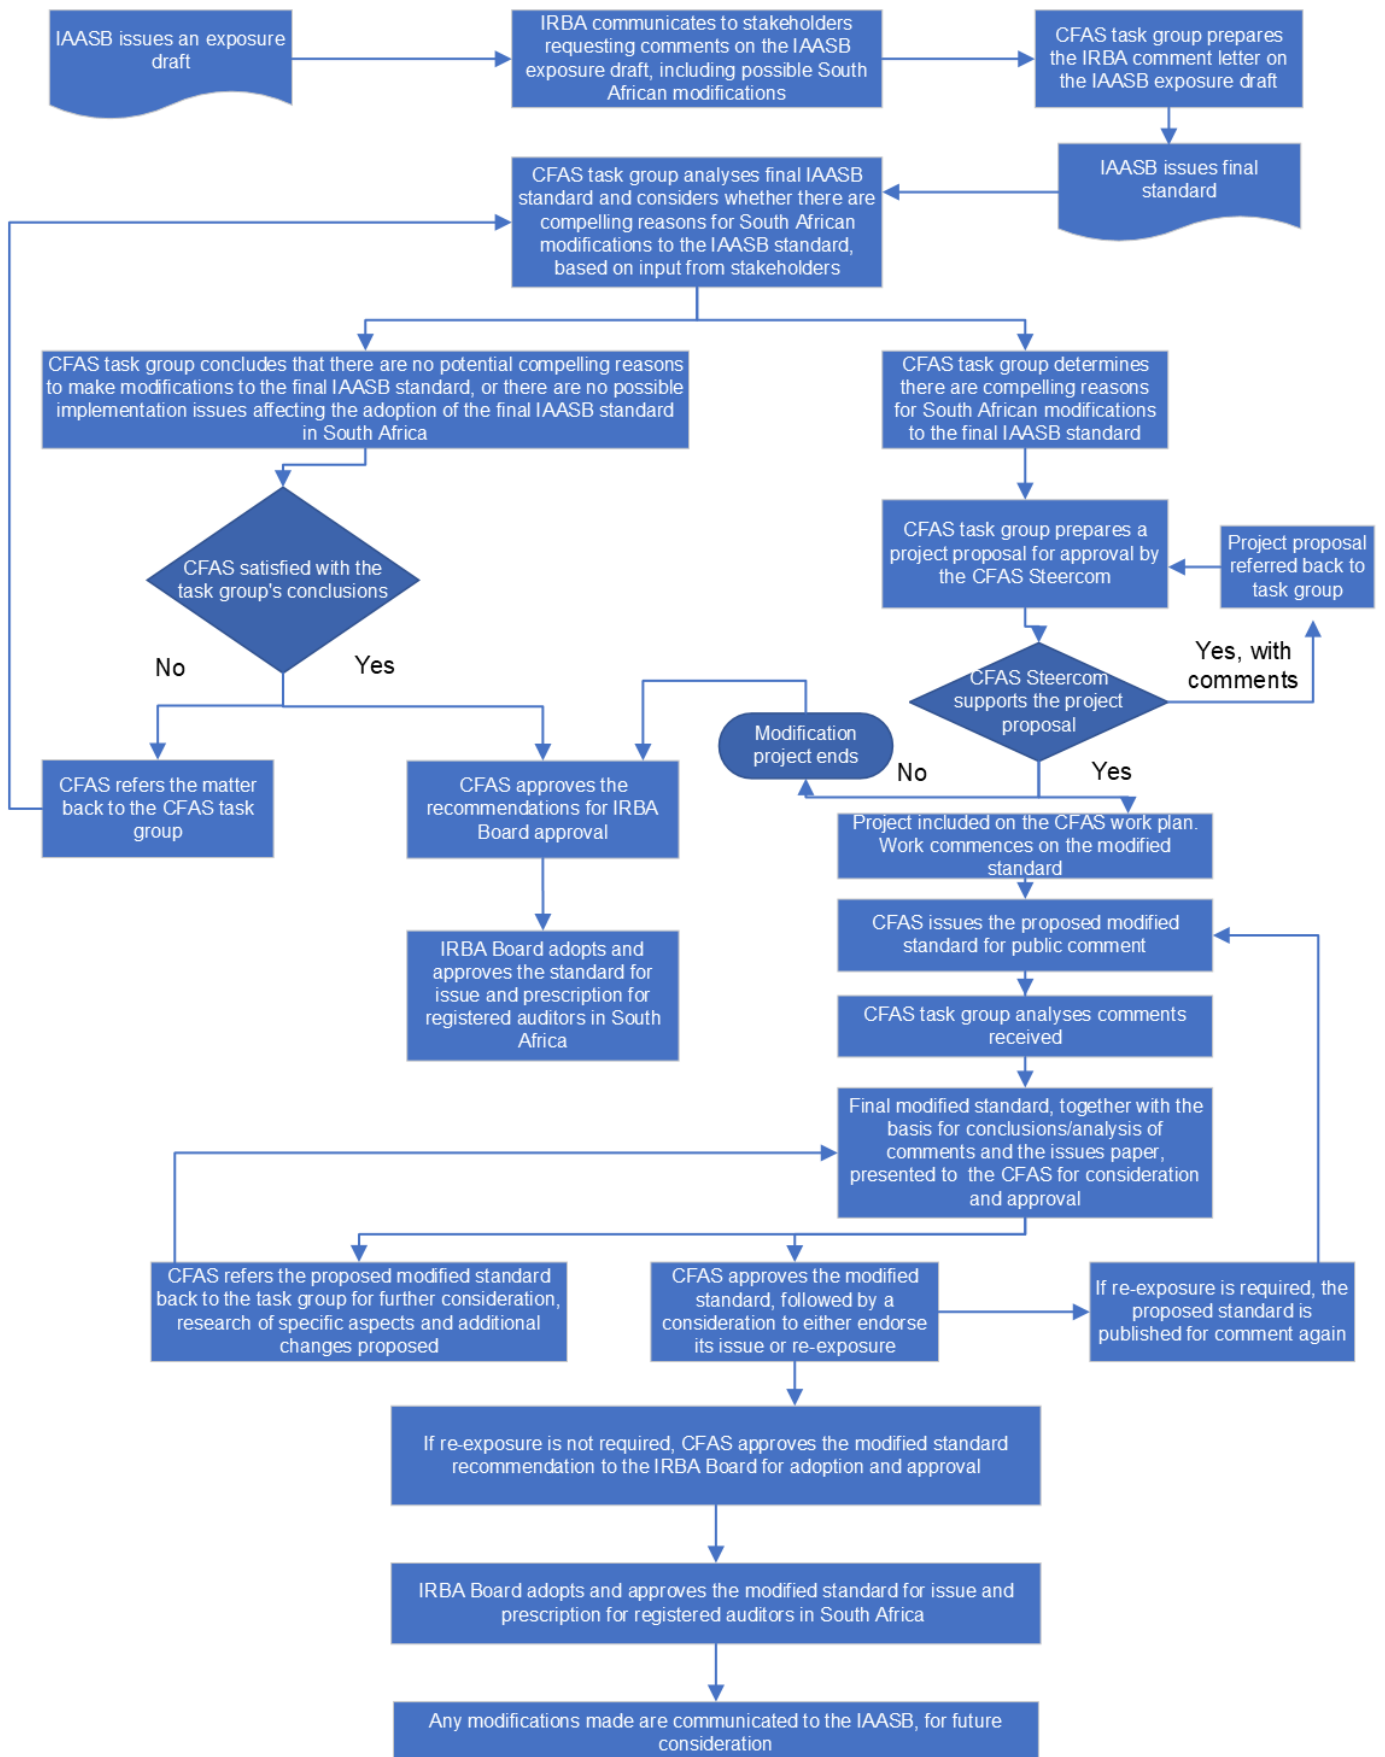 IAASB issues an exposure
draft
IRBA communicates to stakeholders
requesting comments on the IAASB
exposure draft, including possible South
African modifications
CFAS task group prepares
the IRBA comment letter on
the IAASB exposure draft
IAASB issues final
standard
CFAS task group analyses final IAASB
standard and considers whether there are
compelling reasons for South African
modifications to the IAASB standard,
based on input from stakeholders
CFAS task group concludes that there are no potential compelling reasons
to make modifications to the final IAASB standard, or there are no possible
implementation issues affecting the adoption of the final IAASB standard
in South Africa
CFAS task group determines
there are compelling reasons
for South African modifications
to the final IAASB standard
CFAS satisfied with the
task group's conclusions
CFAS task group prepares a
project proposal for approval by
the CFAS Steercom
Project proposal
referred back to
task group
No
Yes
Yes, with
comments
CFAS Steercom
supports the project
proposal
Modification
project ends
No
Yes
CFAS refers the matter
back to the CFAS task
group
CFAS approves the
recommendations for IRBA
Board approval
Project included on the CFAS work plan.
Work commences on the modified
standard
CFAS issues the proposed modified
standard for public comment
IRBA Board adopts and
approves the standard for
issue and prescription for
registered auditors in South
Africa
CFAS task group analyses comments
received
Final modified standard, together with the
basis for conclusions/analysis of
comments and the issues paper,
presented to the CFAS for consideration
and approval
CFAS refers the proposed modified standard
back to the task group for further consideration,
research of specific aspects and additional
changes proposed
CFAS approves the modified
standard, followed by a
consideration to either endorse
its issue or re-exposure
If re-exposure is required, the
proposed standard is
published for comment again
If re-exposure is not required, CFAS approves the modified standard
recommendation to the IRBA Board for adoption and approval
IRBA Board adopts and approves the modified standard for issue and
prescription for registered auditors in South Africa
Any modifications made are communicated to the IAASB, for future
consideration